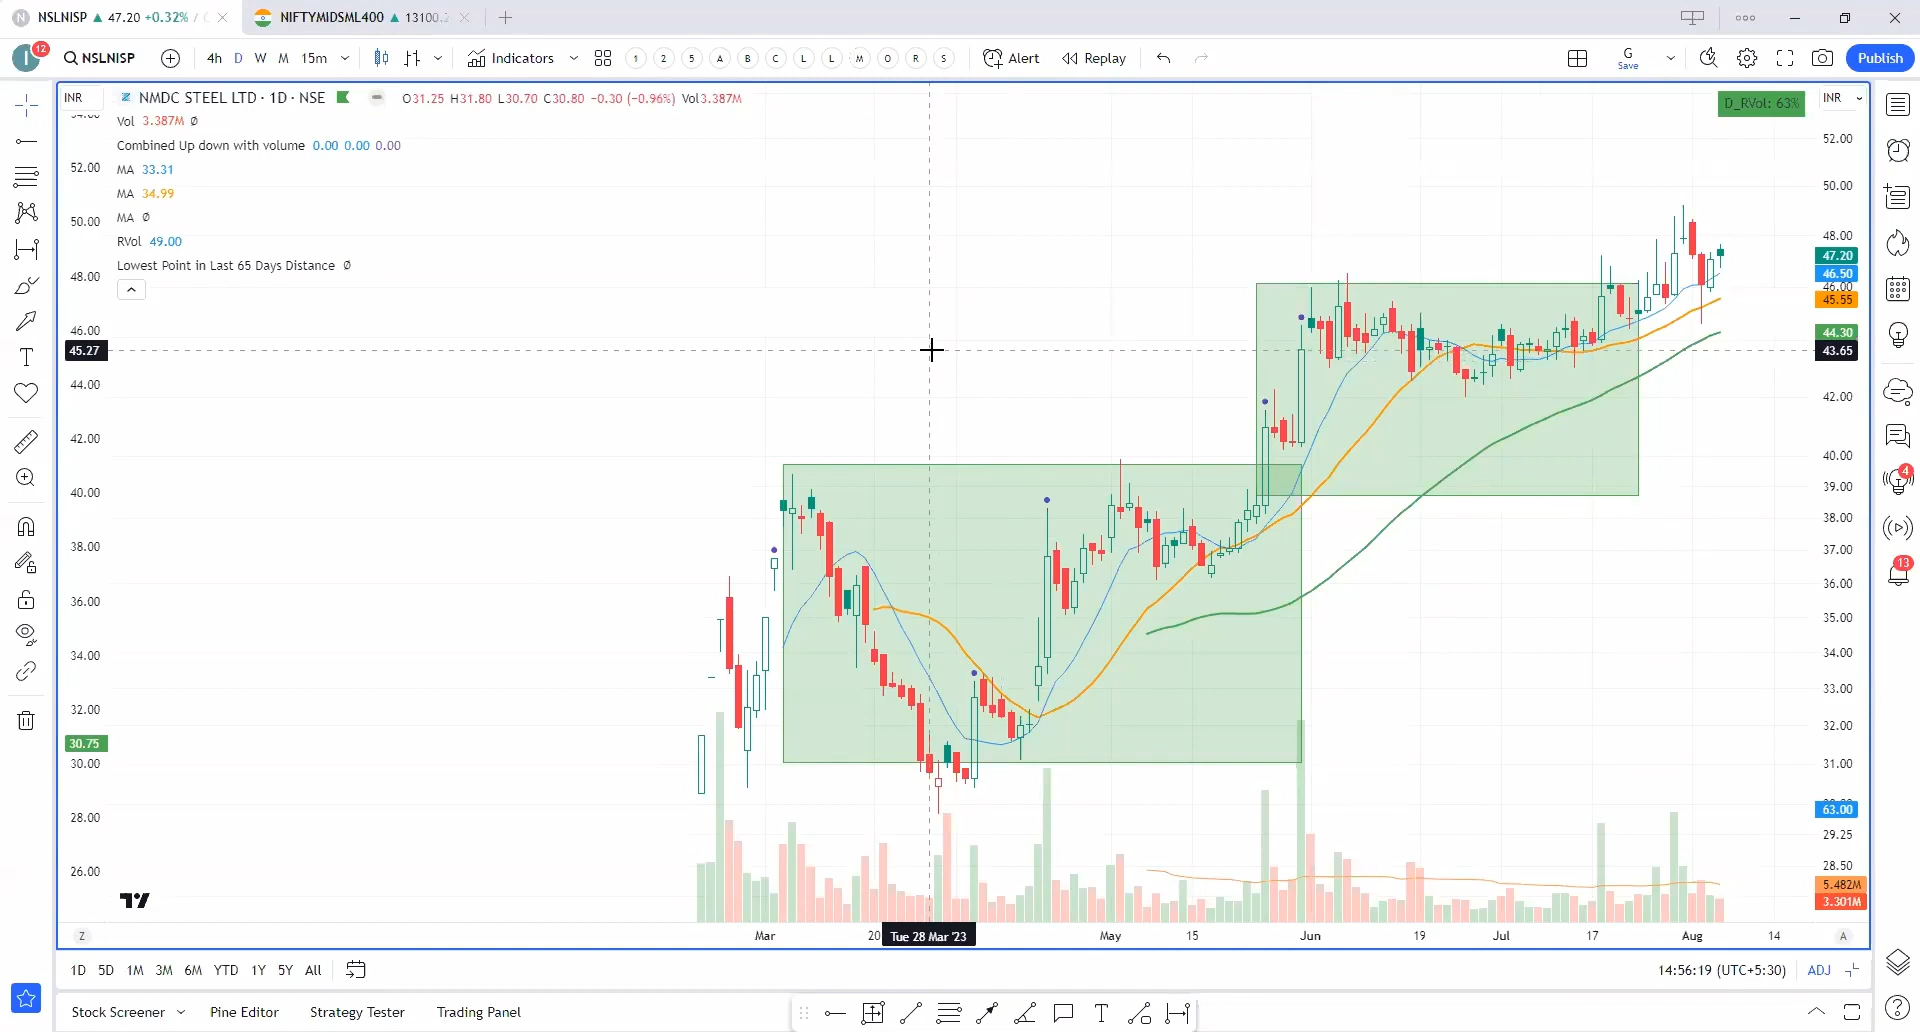 N NSLNISP ▲ 47.20 +0.32% /
NIFTYMIDSML400 ▲ 13100.
I 12 NSLNISP 4h D W M 15m Indicators 1 2 5 A B C L L M O R S Alert Replay G Save Publish
INR NMDC STEEL LTD · 1D · NSE O31.25 H31.80 L30.70 C30.80 −0.30 (−0.96%) Vol3.387M
D_RVol: 63% INR
Vol 3.387M Ø
Combined Up down with volume 0.00 0.00 0.00
MA 33.31
MA 34.99
MA Ø
RVol 49.00
Lowest Point in Last 65 Days Distance Ø
52.00
50.00
48.00
46.00
45.27
44.00
42.00
40.00
38.00
36.00
34.00
32.00
30.75
30.00
28.00
26.00
52.00
50.00
48.00
47.20
46.50
46.00
45.55
44.30
43.65
42.00
40.00
39.00
38.00
37.00
36.00
35.00
34.00
33.00
32.00
31.00
63.00
29.25
28.50
5.482M
3.301M
4
13
Z Mar 20 Tue 28 Mar '23 May 15 Jun 19 Jul 17 Aug 14 A
1D 5D 1M 3M 6M YTD 1Y 5Y All 14:56:19 (UTC+5:30) ADJ
Stock Screener Pine Editor Strategy Tester Trading Panel